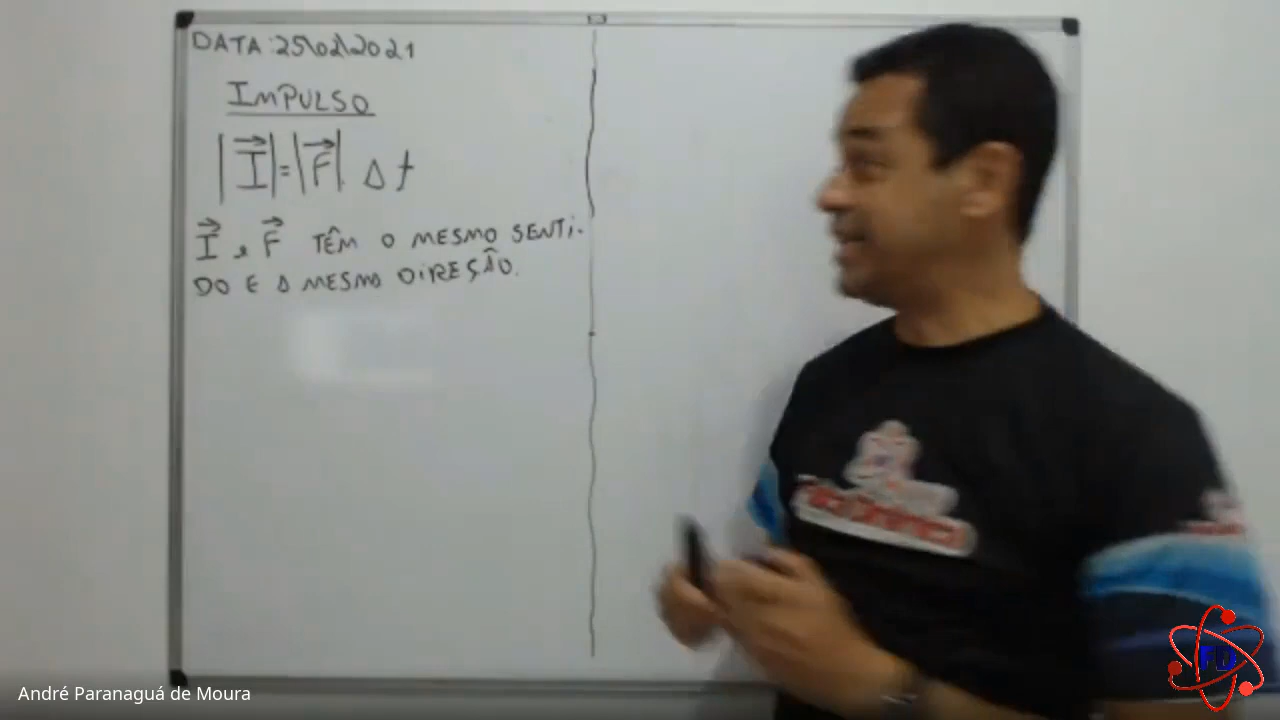 DATA: 25\02\2021
IMPULSO
|I⃗| = |F⃗|. Δt
I⃗ e F⃗ TÊM O MESMO SENTI-
DO E A MESMA DIREÇÃO.
André Paranaguá de Moura